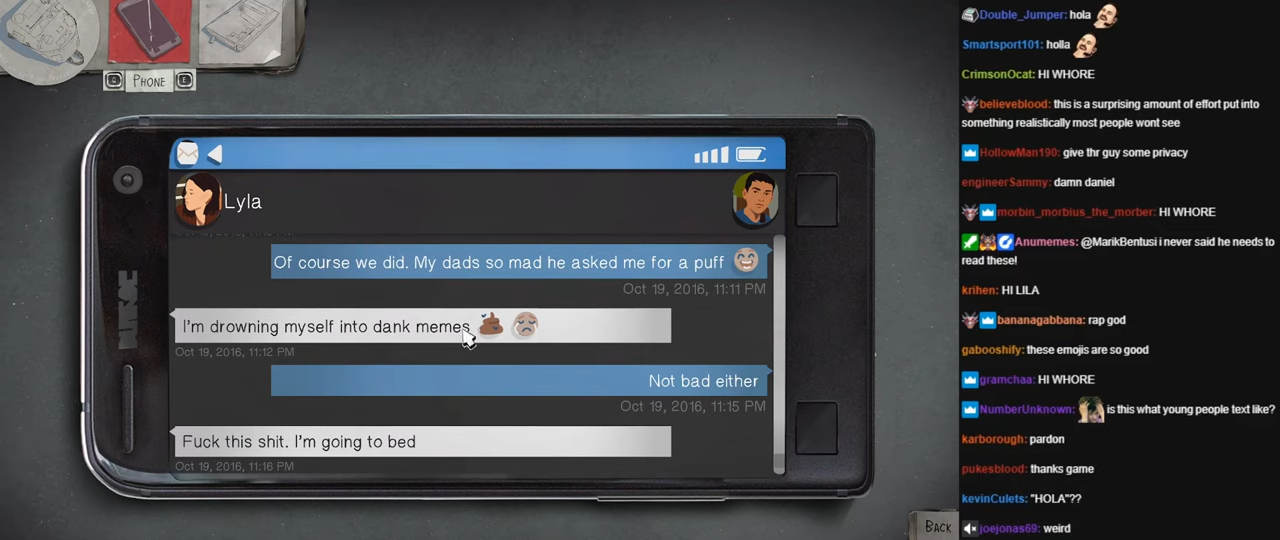 Q
PHONE
E
Lyla
Of course we did. My dads so mad he asked me for a puff
Oct 19, 2016, 11:11 PM
I'm drowning myself into dank memes
Oct 19, 2016, 11:12 PM
Not bad either
Oct 19, 2016, 11:15 PM
Fuck this shit. I'm going to bed
Oct 19, 2016, 11:16 PM
BACK
Double_Jumper: hola
Smartsport101: holla
CrimsonOcat: HI WHORE
believeblood: this is a surprising amount of effort put into
something realistically most people wont see
HollowMan190: give thr guy some privacy
engineerSammy: damn daniel
morbin_morbius_the_morber: HI WHORE
Anumemes: @MarikBentusi i never said he needs to
read these!
krihen: HI LILA
bananagabbana: rap god
gabooshify: these emojis are so good
gramchaa: HI WHORE
NumberUnknown: is this what young people text like?
karborough: pardon
pukesblood: thanks game
kevinCulets: "HOLA"??
joejonas69: weird